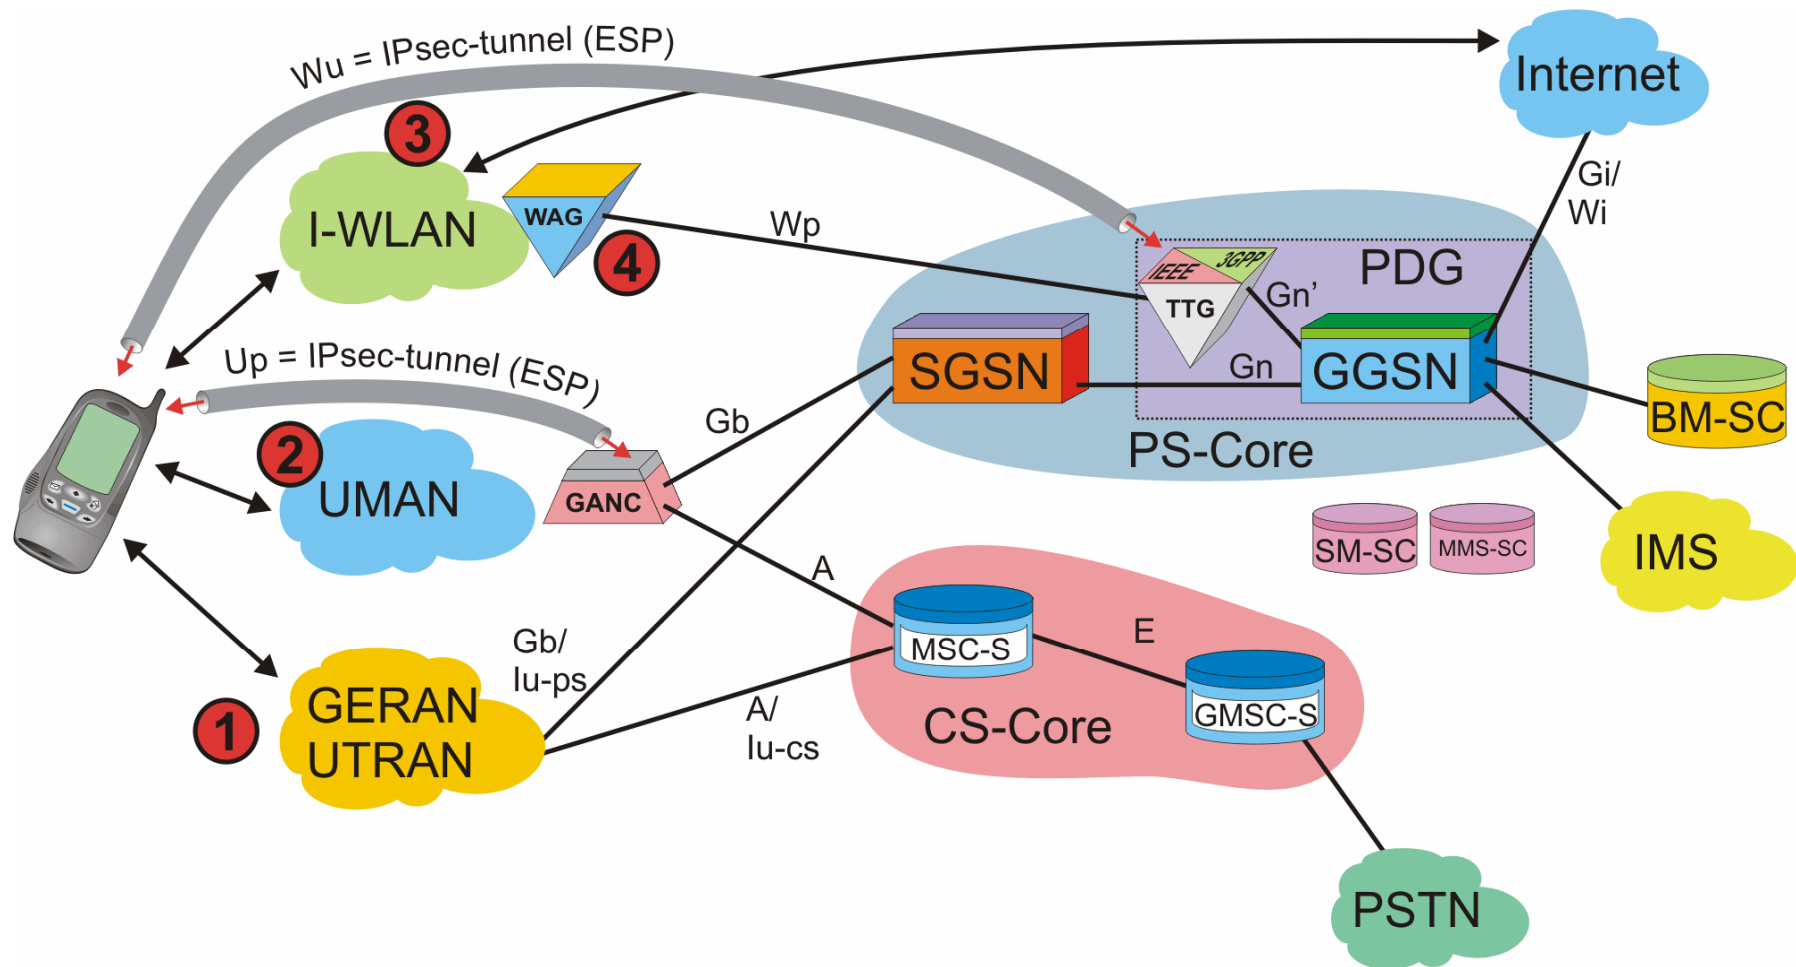 Wu = IPsec-tunnel (ESP)
Internet
3
I-WLAN
WAG
4
Wp
Gi/
Wi
IEEE
3GPP
TTG
PDG
Gn'
SGSN
Gn
GGSN
BM-SC
PS-Core
Up = IPsec-tunnel (ESP)
2
UMAN
GANC
Gb
SM-SC
MMS-SC
IMS
A
MSC-S
E
GMSC-S
CS-Core
Gb/
Iu-ps
A/
Iu-cs
1
GERAN
UTRAN
PSTN